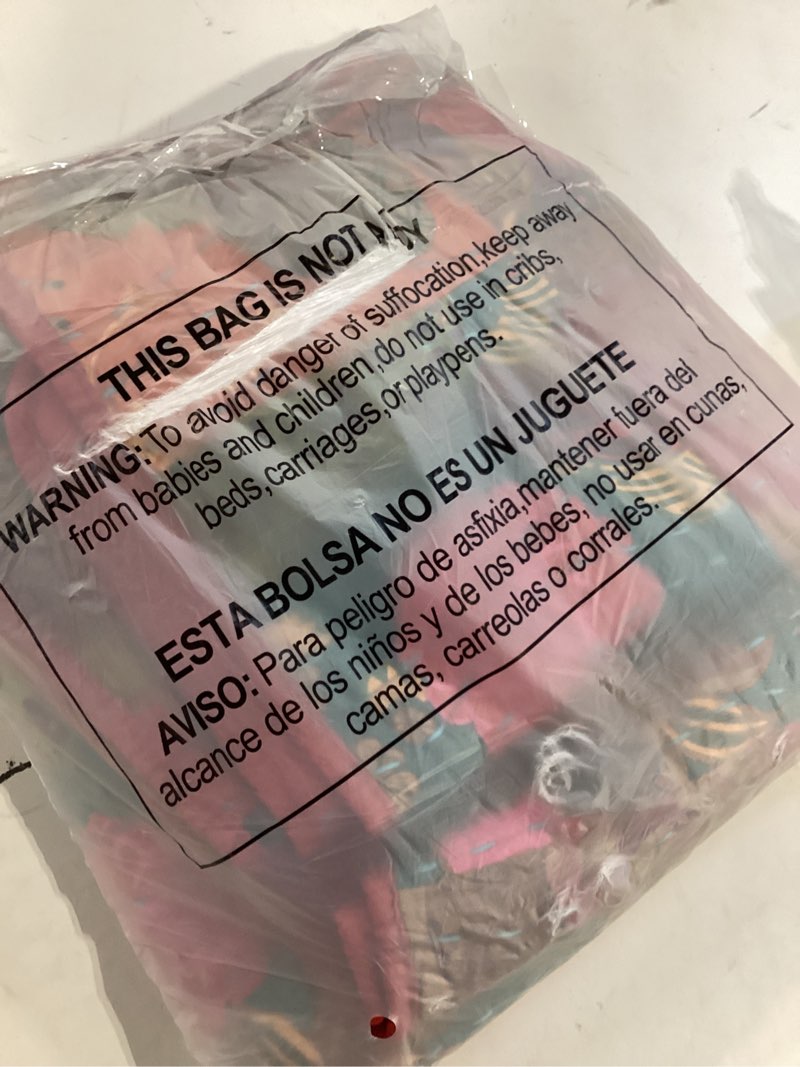 THIS BAG IS NOT
WARNING: To avoid danger of suffocation,keep away
from babies and children,do not use in cribs,
beds,carriages,or playpens.
ESTA BOLSA NO ES UN JUGUETE
AVISO: Para peligro de asfixia,mantener fuera del
alcance de los niños y de los bebes, no usar en cunas,
camas, carreolas o corrales.